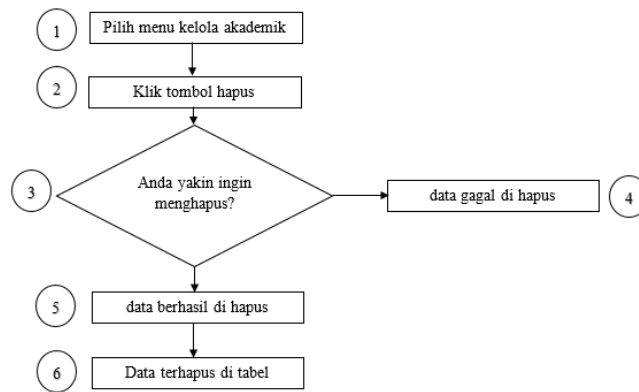 1
Pilih menu kelola akademik
2
Klik tombol hapus
3
Anda yakin ingin
menghapus?
data gagal di hapus
4
5
data berhasil di hapus
6
Data terhapus di tabel